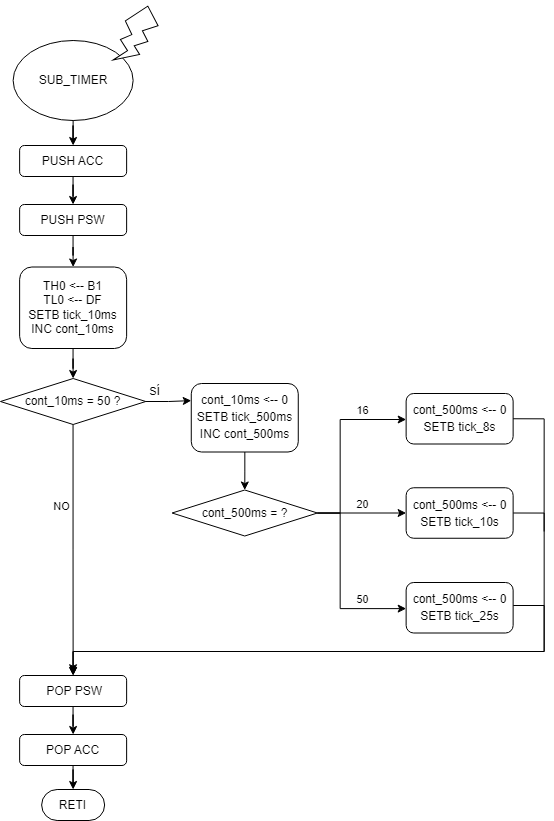 SUB_TIMER
PUSH ACC
PUSH PSW
TH0 <-- B1
TL0 <-- DF
SETB tick_10ms
INC cont_10ms
cont_10ms = 50 ?
SÍ
cont_10ms <-- 0
SETB tick_500ms
INC cont_500ms
cont_500ms = ?
16
cont_500ms <-- 0
SETB tick_8s
20
cont_500ms <-- 0
SETB tick_10s
50
cont_500ms <-- 0
SETB tick_25s
NO
POP PSW
POP ACC
RETI